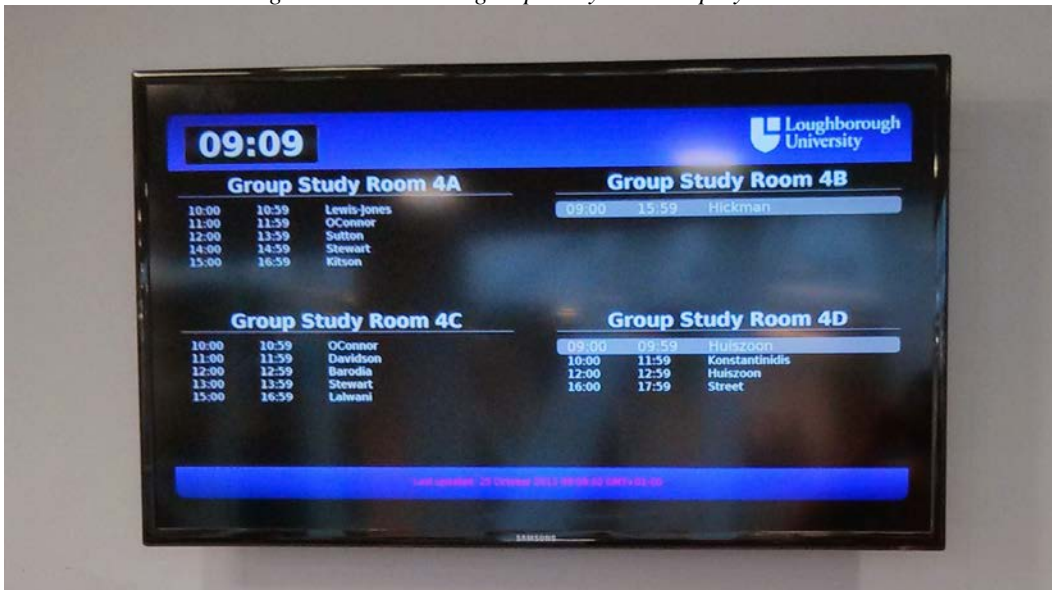 09:09
Loughborough
University
Group Study Room 4A
10:00 10:59 Lewis-Jones
11:00 11:59 OConnor
12:00 13:59 Sutton
14:00 14:59 Stewart
15:00 16:59 Kitson
Group Study Room 4B
09:00 15:59 Hickman
Group Study Room 4C
10:00 10:59 OConnor
11:00 11:59 Davidson
12:00 12:59 Barodia
13:00 13:59 Stewart
15:00 16:59 Lalwani
Group Study Room 4D
09:00 09:59 Huiszoon
10:00 11:59 Konstantinidis
12:00 12:59 Huiszoon
16:00 17:59 Street
Last updated: 25 October
SAMSUNG